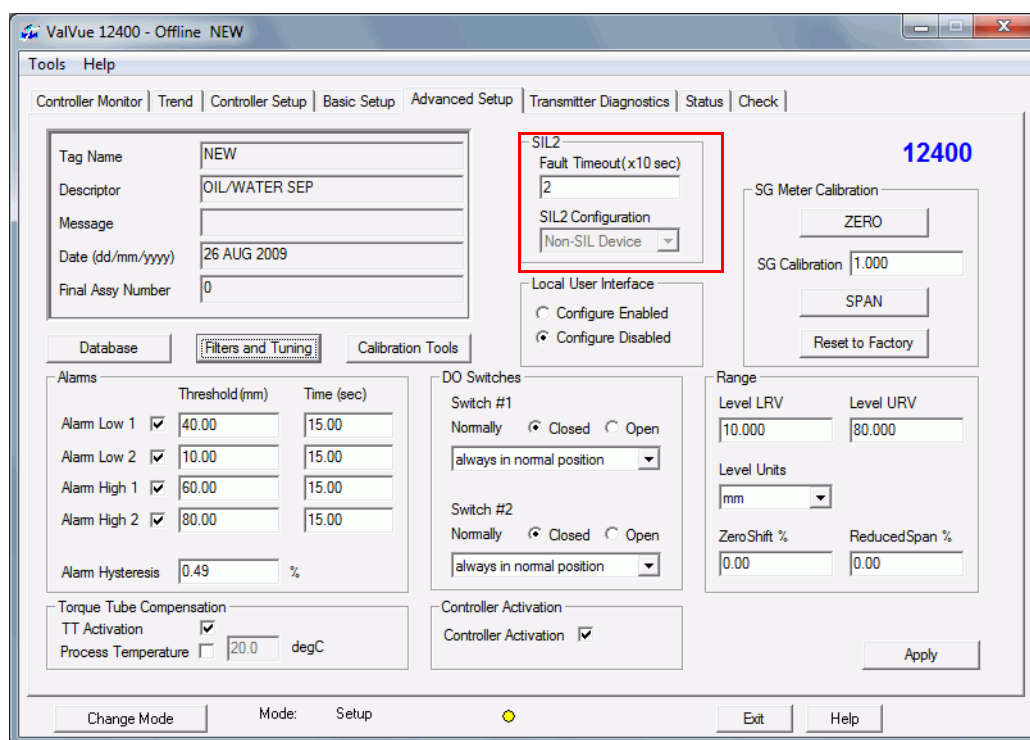 ValVue 12400 - Offline NEW
Tools Help
Controller Monitor Trend Controller Setup Basic Setup Advanced Setup Transmitter Diagnostics Status Check
Tag Name NEW
Descriptor OIL/WATER SEP
Message
Date (dd/mm/yyyy) 26 AUG 2009
Final Assy Number 0
SIL2
Fault Timeout(x10 sec)
2
SIL2 Configuration
Non-SIL Device
12400
SG Meter Calibration
ZERO
SG Calibration 1.000
SPAN
Reset to Factory
Local User Interface
Configure Enabled
Configure Disabled
Database Filters and Tuning Calibration Tools
Alarms
Threshold(mm) Time (sec)
Alarm Low 1 40.00 15.00
Alarm Low 2 10.00 15.00
Alarm High 1 60.00 15.00
Alarm High 2 80.00 15.00
Alarm Hysteresis 0.49 %
DO Switches
Switch #1
Normally Closed Open
always in normal position
Switch #2
Normally Closed Open
always in normal position
Range
Level LRV Level URV
10.000 80.000
Level Units
mm
ZeroShift % ReducedSpan %
0.00 0.00
Torque Tube Compensation
TT Activation
Process Temperature 20.0 degC
Controller Activation
Controller Activation
Apply
Change Mode Mode: Setup Exit Help